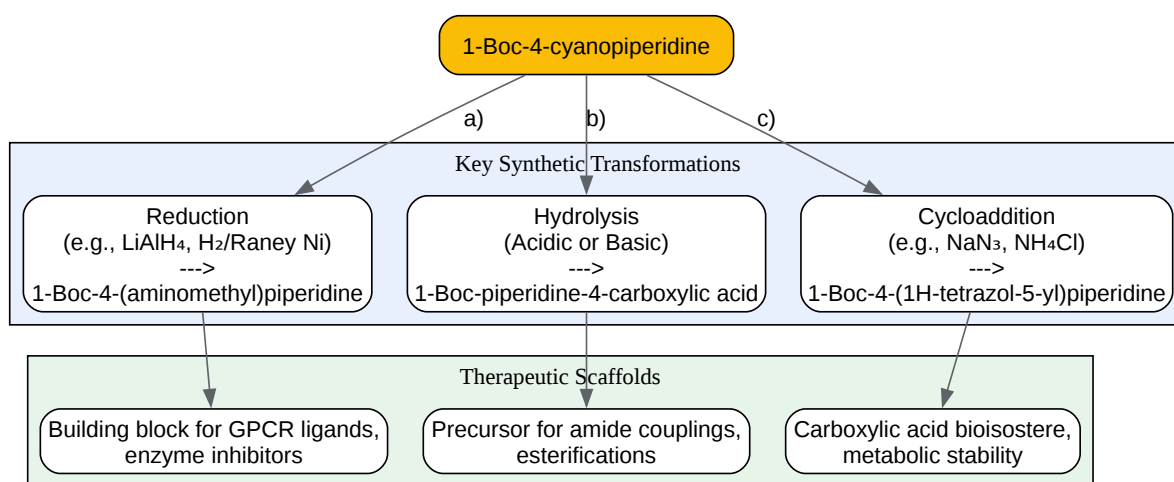 1-Boc-4-cyanopiperidine
a)
b)
c)
Key Synthetic Transformations
Reduction
(e.g., LiAlH₄, H₂/Raney Ni)
--->
1-Boc-4-(aminomethyl)piperidine
Hydrolysis
(Acidic or Basic)
--->
1-Boc-piperidine-4-carboxylic acid
Cycloaddition
(e.g., NaN₃, NH₄Cl)
--->
1-Boc-4-(1H-tetrazol-5-yl)piperidine
Therapeutic Scaffolds
Building block for GPCR ligands,
enzyme inhibitors
Precursor for amide couplings,
esterifications
Carboxylic acid bioisostere,
metabolic stability